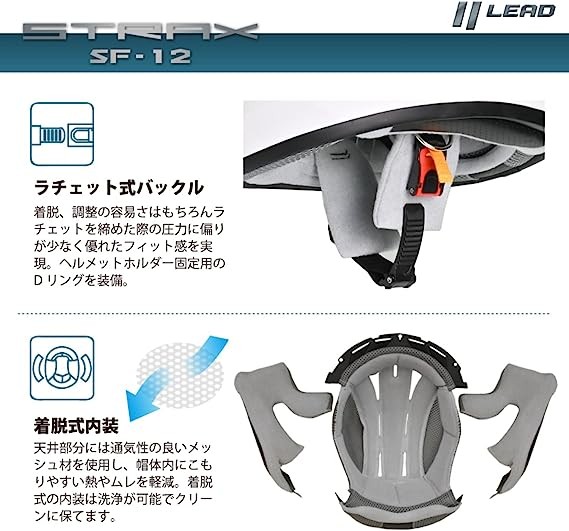 STRAX
SF-12
LEAD
ラチェット式バックル
着脱、調整の容易さはもちろんラ
チェットを締めた際の圧力に偏り
が少なく優れたフィット感を実
現。ヘルメットホルダー固定用の
Dリングを装備。
着脱式内装
天井部分には通気性の良いメッ
シュ材を使用し、帽体内にこも
りやすい熱やムレを軽減。着脱
式の内装は洗浄が可能でクリー
ンに保てます。